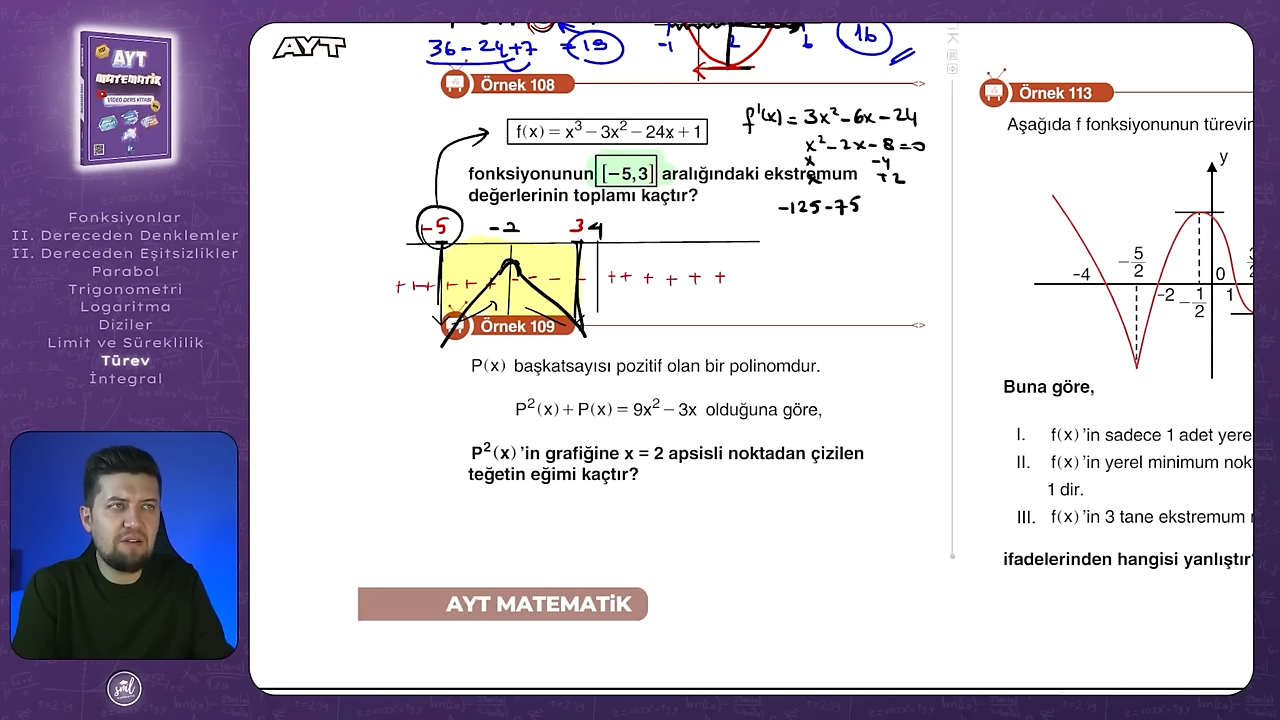 AYT
MATEMATİK
VİDEO DERS KİTABI
Fonksiyonlar
II. Dereceden Denklemler
II. Dereceden Eşitsizlikler
Parabol
Trigonometri
Logaritma
Diziler
Limit ve Süreklilik
Türev
İntegral
AYT
36-24+7 = 19
-1 2 6
16
Örnek 108
f(x) = x³ – 3x² – 24x + 1
fonksiyonunun [–5,3] aralığındaki ekstremum
değerlerinin toplamı kaçtır?
f'(x) = 3x² - 6x - 24
x² - 2x - 8 = 0
x -4
x +2
-125-75
-5 -2 3 4
Örnek 109
P(x) başkatsayısı pozitif olan bir polinomdur.
P²(x) + P(x) = 9x² – 3x olduğuna göre,
P²(x)'in grafiğine x = 2 apsisli noktadan çizilen
teğetin eğimi kaçtır?
AYT MATEMATİK
Örnek 113
Aşağıda f fonksiyonunun türevin
y
-4 -5/2 -2 -1/2 0 1
Buna göre,
I. f(x)'in sadece 1 adet yere
II. f(x)'in yerel minimum nok
1 dir.
III. f(x)'in 3 tane ekstremum
ifadelerinden hangisi yanlıştır